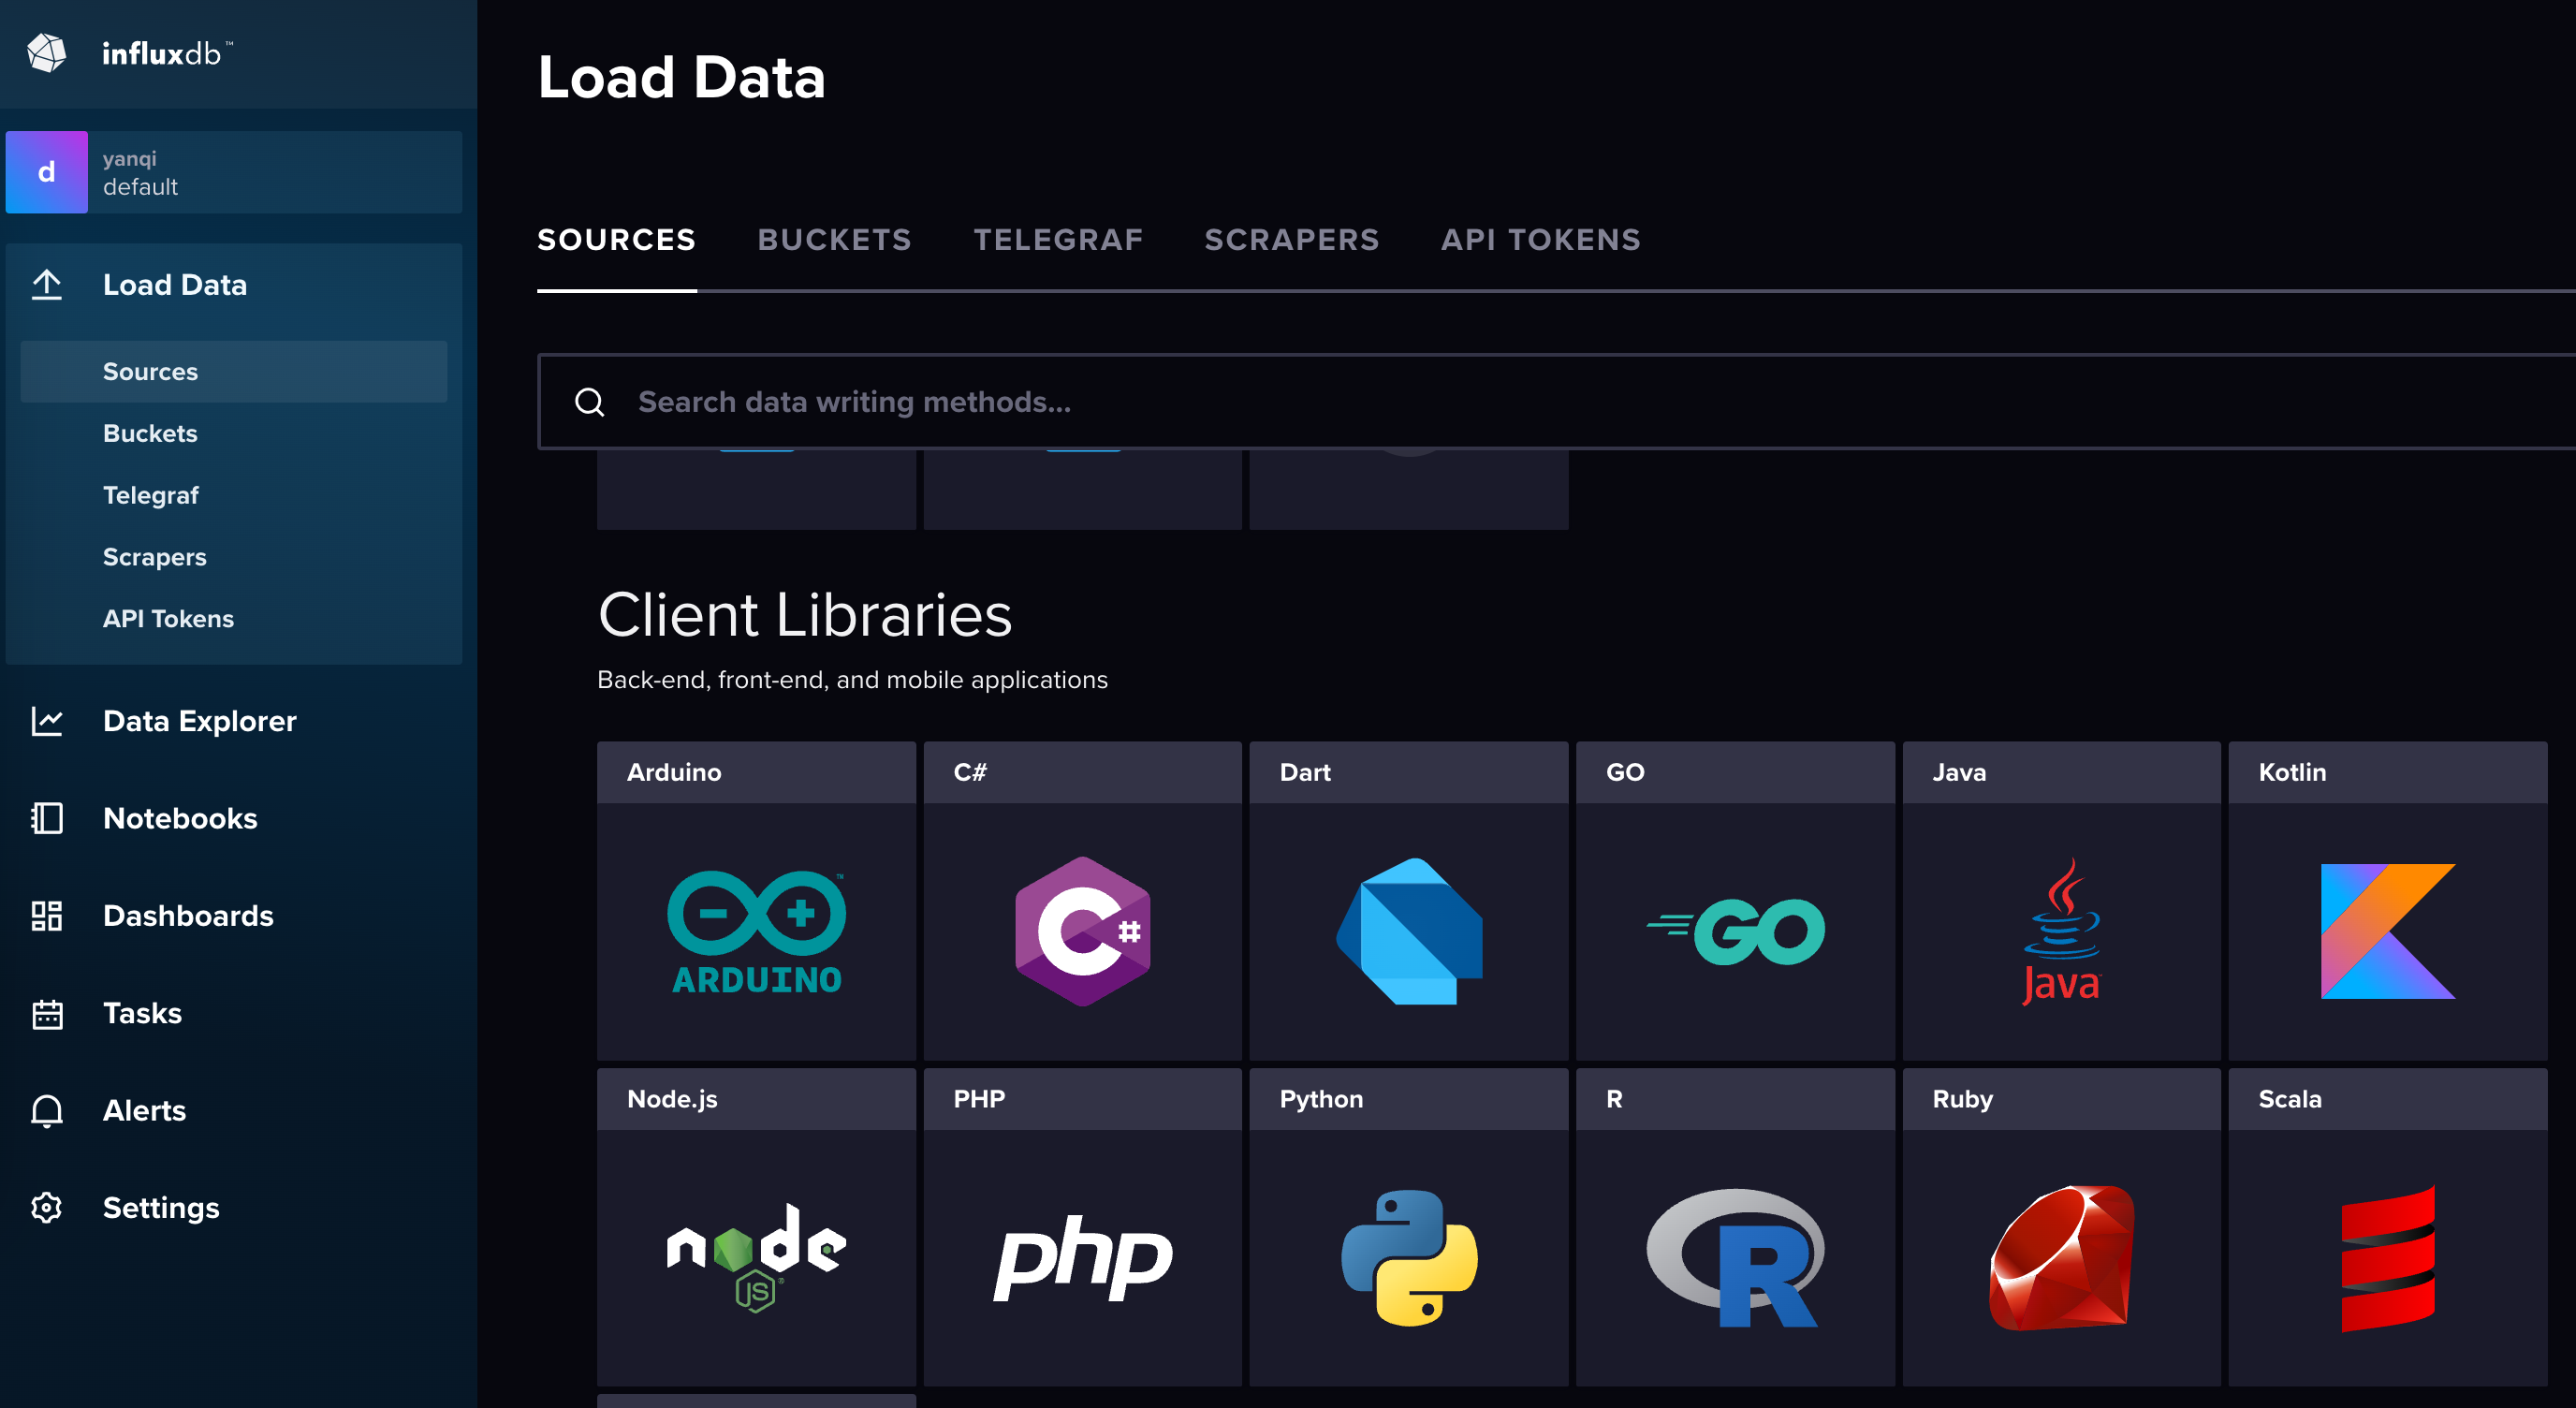 influxdb™
d
yanqi
default
Load Data
Sources
Buckets
Telegraf
Scrapers
API Tokens
Data Explorer
Notebooks
Dashboards
Tasks
Alerts
Settings
Load Data
SOURCES BUCKETS TELEGRAF SCRAPERS API TOKENS
Search data writing methods...
Client Libraries
Back-end, front-end, and mobile applications
Arduino C# Dart GO Java Kotlin
ARDUINO™ C# GO Java
Node.js PHP Python R Ruby Scala
node JS® php R